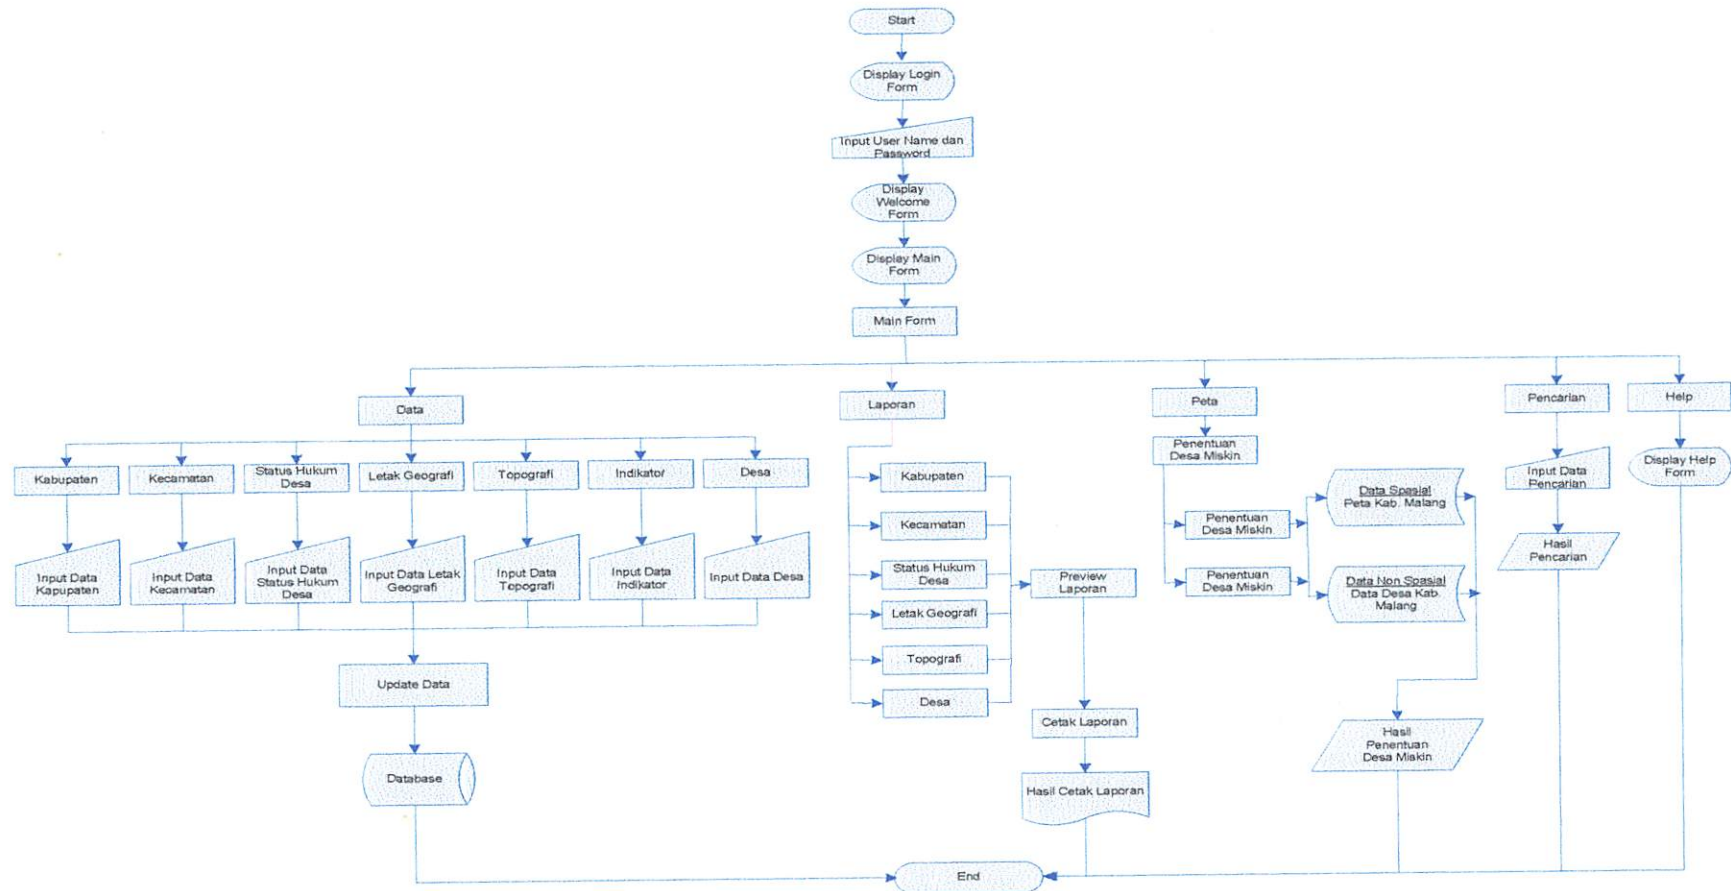 Start
Display Login
Form
Input User Name dan
Password
Display
Welcome
Form
Display Main
Form
Main Form
Data
Laporan
Peta
Pencarian
Help
Kabupaten
Kecamatan
Status Hukum
Desa
Letak Geografi
Topografi
Indikator
Desa
Input Data
Kapupaten
Input Data
Kecamatan
Input Data
Status Hukum
Desa
Input Data Letak
Geografi
Input Data
Topografi
Input Data
Indikator
Input Data Desa
Update Data
Database
Kabupaten
Kecamatan
Status Hukum
Desa
Letak Geografi
Topografi
Desa
Preview
Laporan
Cetak Laporan
Hasil Cetak Laporan
Penentuan
Desa Miskin
Penentuan
Desa Miskin
Penentuan
Desa Miskin
Data Spasial
Peta Kab. Malang
Data Non Spasial
Data Desa Kab.
Malang
Hasil
Penentuan
Desa Miskin
Input Data
Pencarian
Hasil
Pencarian
Display Help
Form
End